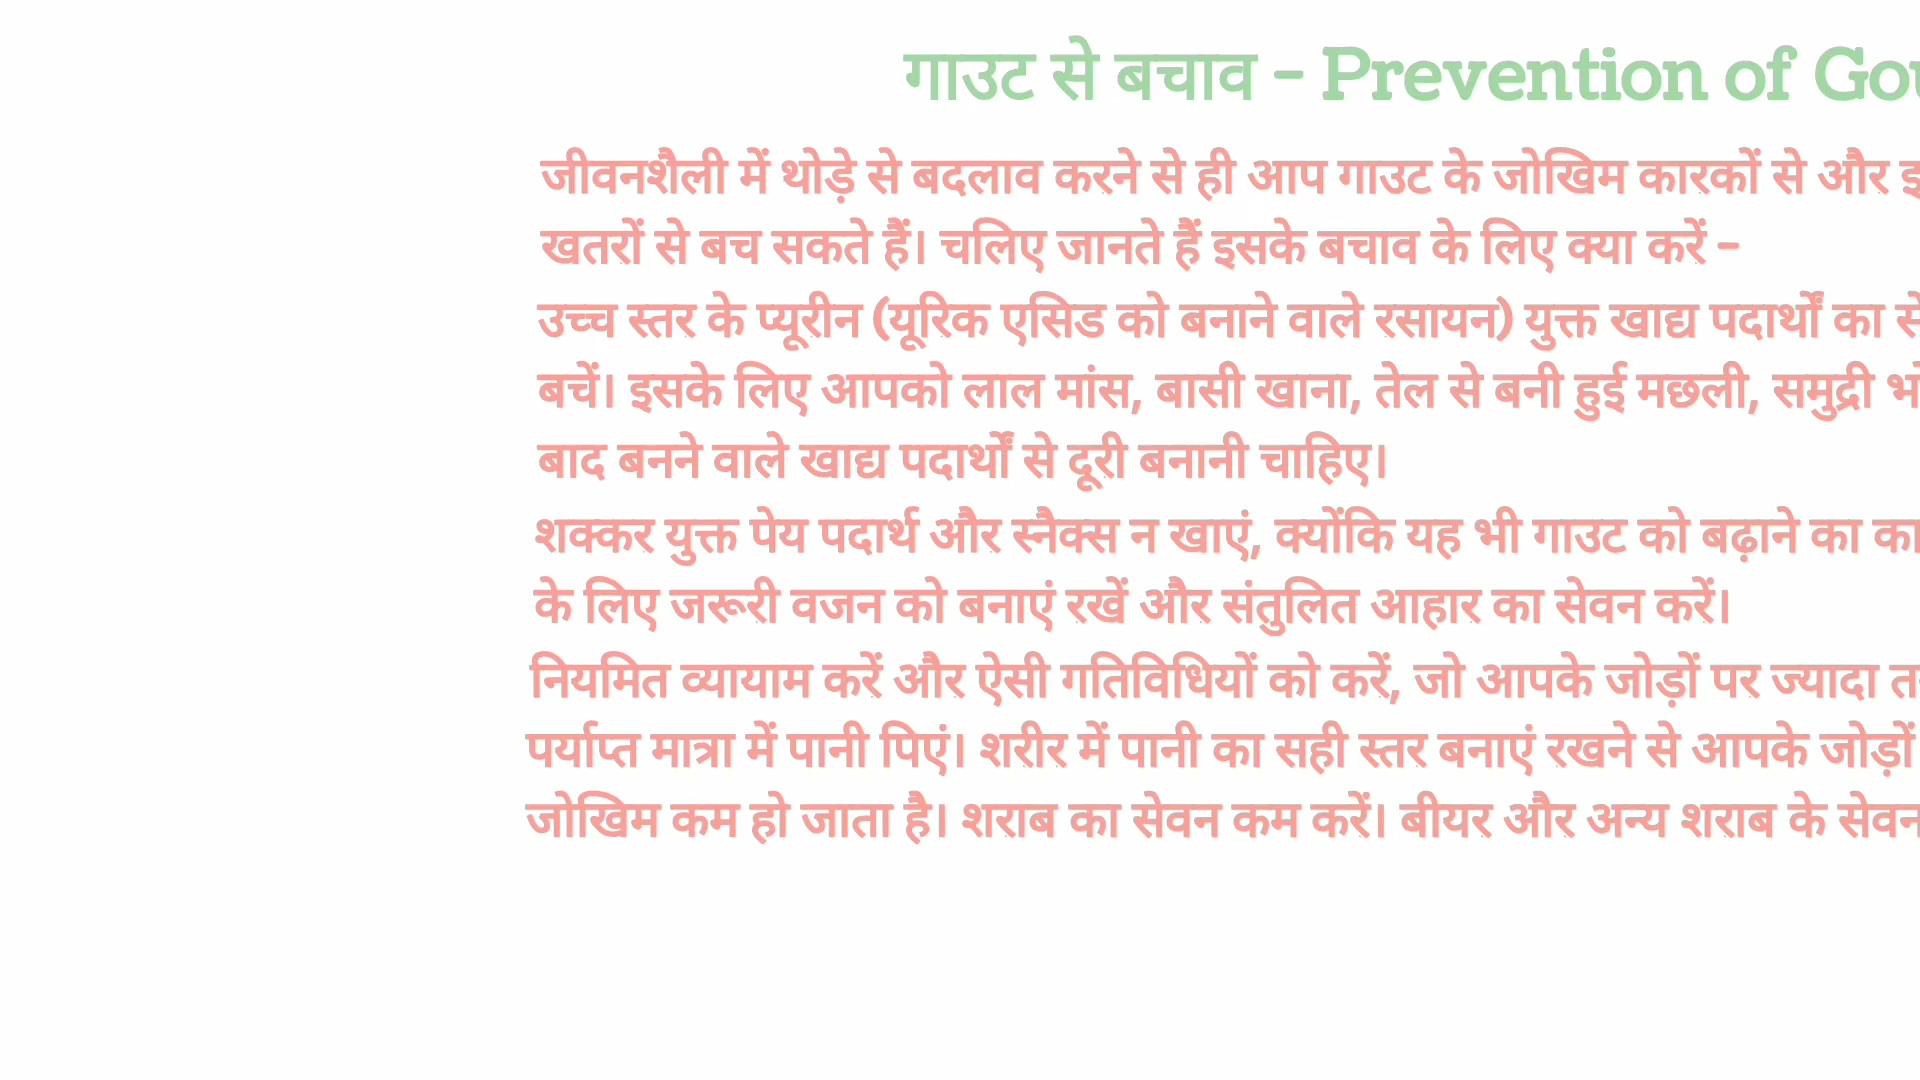 गाउट से बचाव – Prevention of
जीवनशैली में थोड़े से बदलाव करने से ही आप गाउट के जोखिम कारकों से और
खतरों से बच सकते हैं। चलिए जानते हैं इसके बचाव के लिए क्या करें –
उच्च स्तर के प्यूरीन (यूरिक एसिड को बनाने वाले रसायन) युक्त खाद्य पदार्थों का
बचें। इसके लिए आपको लाल मांस, बासी खाना, तेल से बनी हुई मछली, समुद्री
बाद बनने वाले खाद्य पदार्थों से दूरी बनानी चाहिए।
शक्कर युक्त पेय पदार्थ और स्नैक्स न खाएं, क्योंकि यह भी गाउट को बढ़ाने का
के लिए जरूरी वजन को बनाएं रखें और संतुलित आहार का सेवन करें।
नियमित व्यायाम करें और ऐसी गतिविधियों को करें, जो आपके जोड़ों पर ज्यादा
पर्याप्त मात्रा में पानी पिएं। शरीर में पानी का सही स्तर बनाएं रखने से आपके जोड़ों
जोखिम कम हो जाता है। शराब का सेवन कम करें। बीयर और अन्य शराब के सेवन